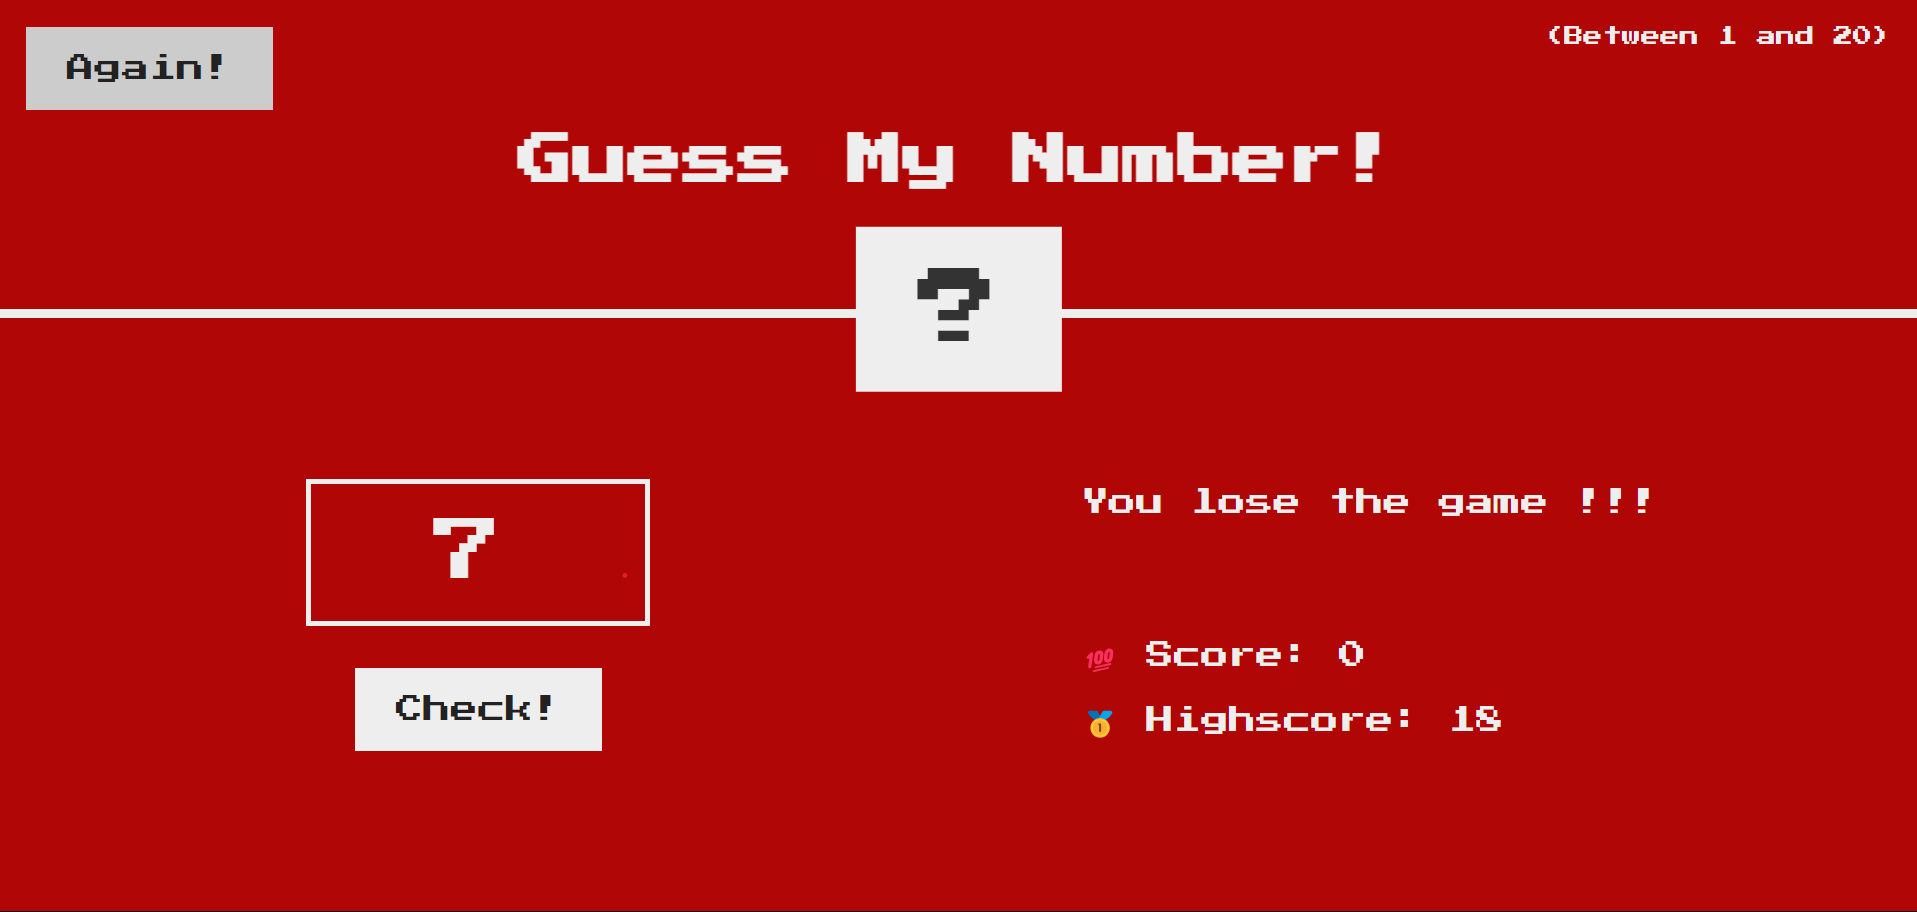 Again!
(Between 1 and 20)
Guess My Number!
?
7
Check!
You lose the game !!!
💯 Score: 0
🥇 Highscore: 18